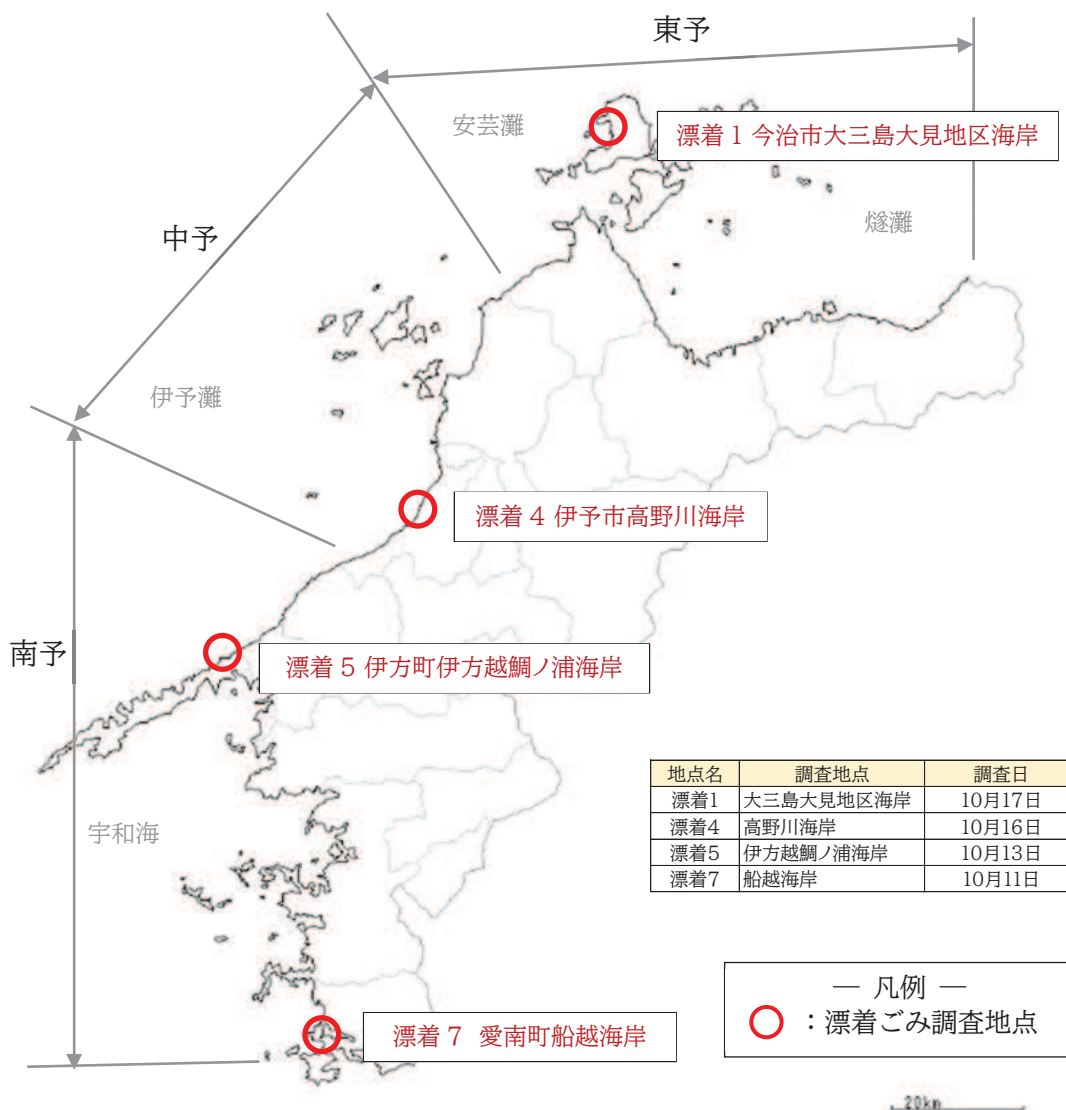 東予
安芸灘
漂着 1 今治市大三島大見地区海岸
燧灘
中予
伊予灘
漂着 4 伊予市高野川海岸
南予
漂着 5 伊方町伊方越鯛ノ浦海岸
宇和海
地点名 調査地点 調査日
漂着1 大三島大見地区海岸 10月17日
漂着4 高野川海岸 10月16日
漂着5 伊方越鯛ノ浦海岸 10月13日
漂着7 船越海岸 10月11日
漂着 7 愛南町船越海岸
― 凡例 ―
：漂着ごみ調査地点
20km